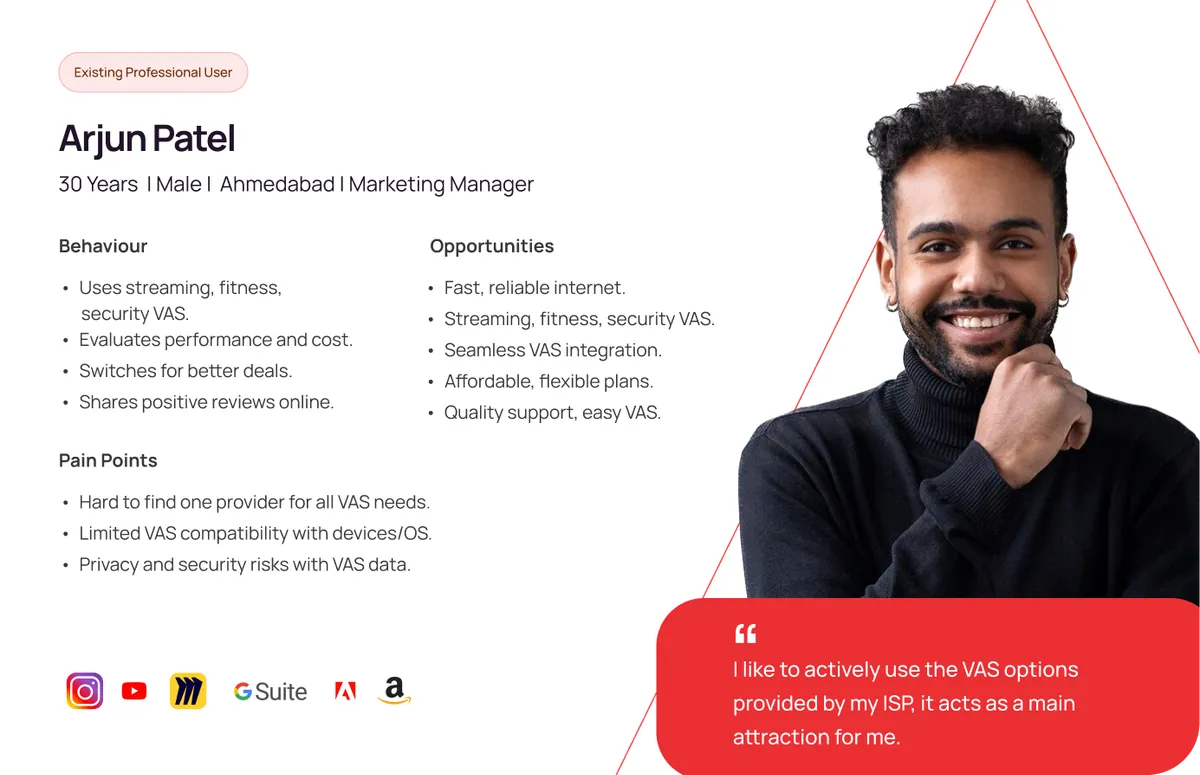 Existing Professional User
Arjun Patel
30 Years | Male | Ahmedabad | Marketing Manager
Behaviour
• Uses streaming, fitness,
security VAS.
• Evaluates performance and cost.
• Switches for better deals.
• Shares positive reviews online.
Opportunities
• Fast, reliable internet.
• Streaming, fitness, security VAS.
• Seamless VAS integration.
• Affordable, flexible plans.
• Quality support, easy VAS.
Pain Points
• Hard to find one provider for all VAS needs.
• Limited VAS compatibility with devices/OS.
• Privacy and security risks with VAS data.
G Suite
a
“
I like to actively use the VAS options
provided by my ISP, it acts as a main
attraction for me.